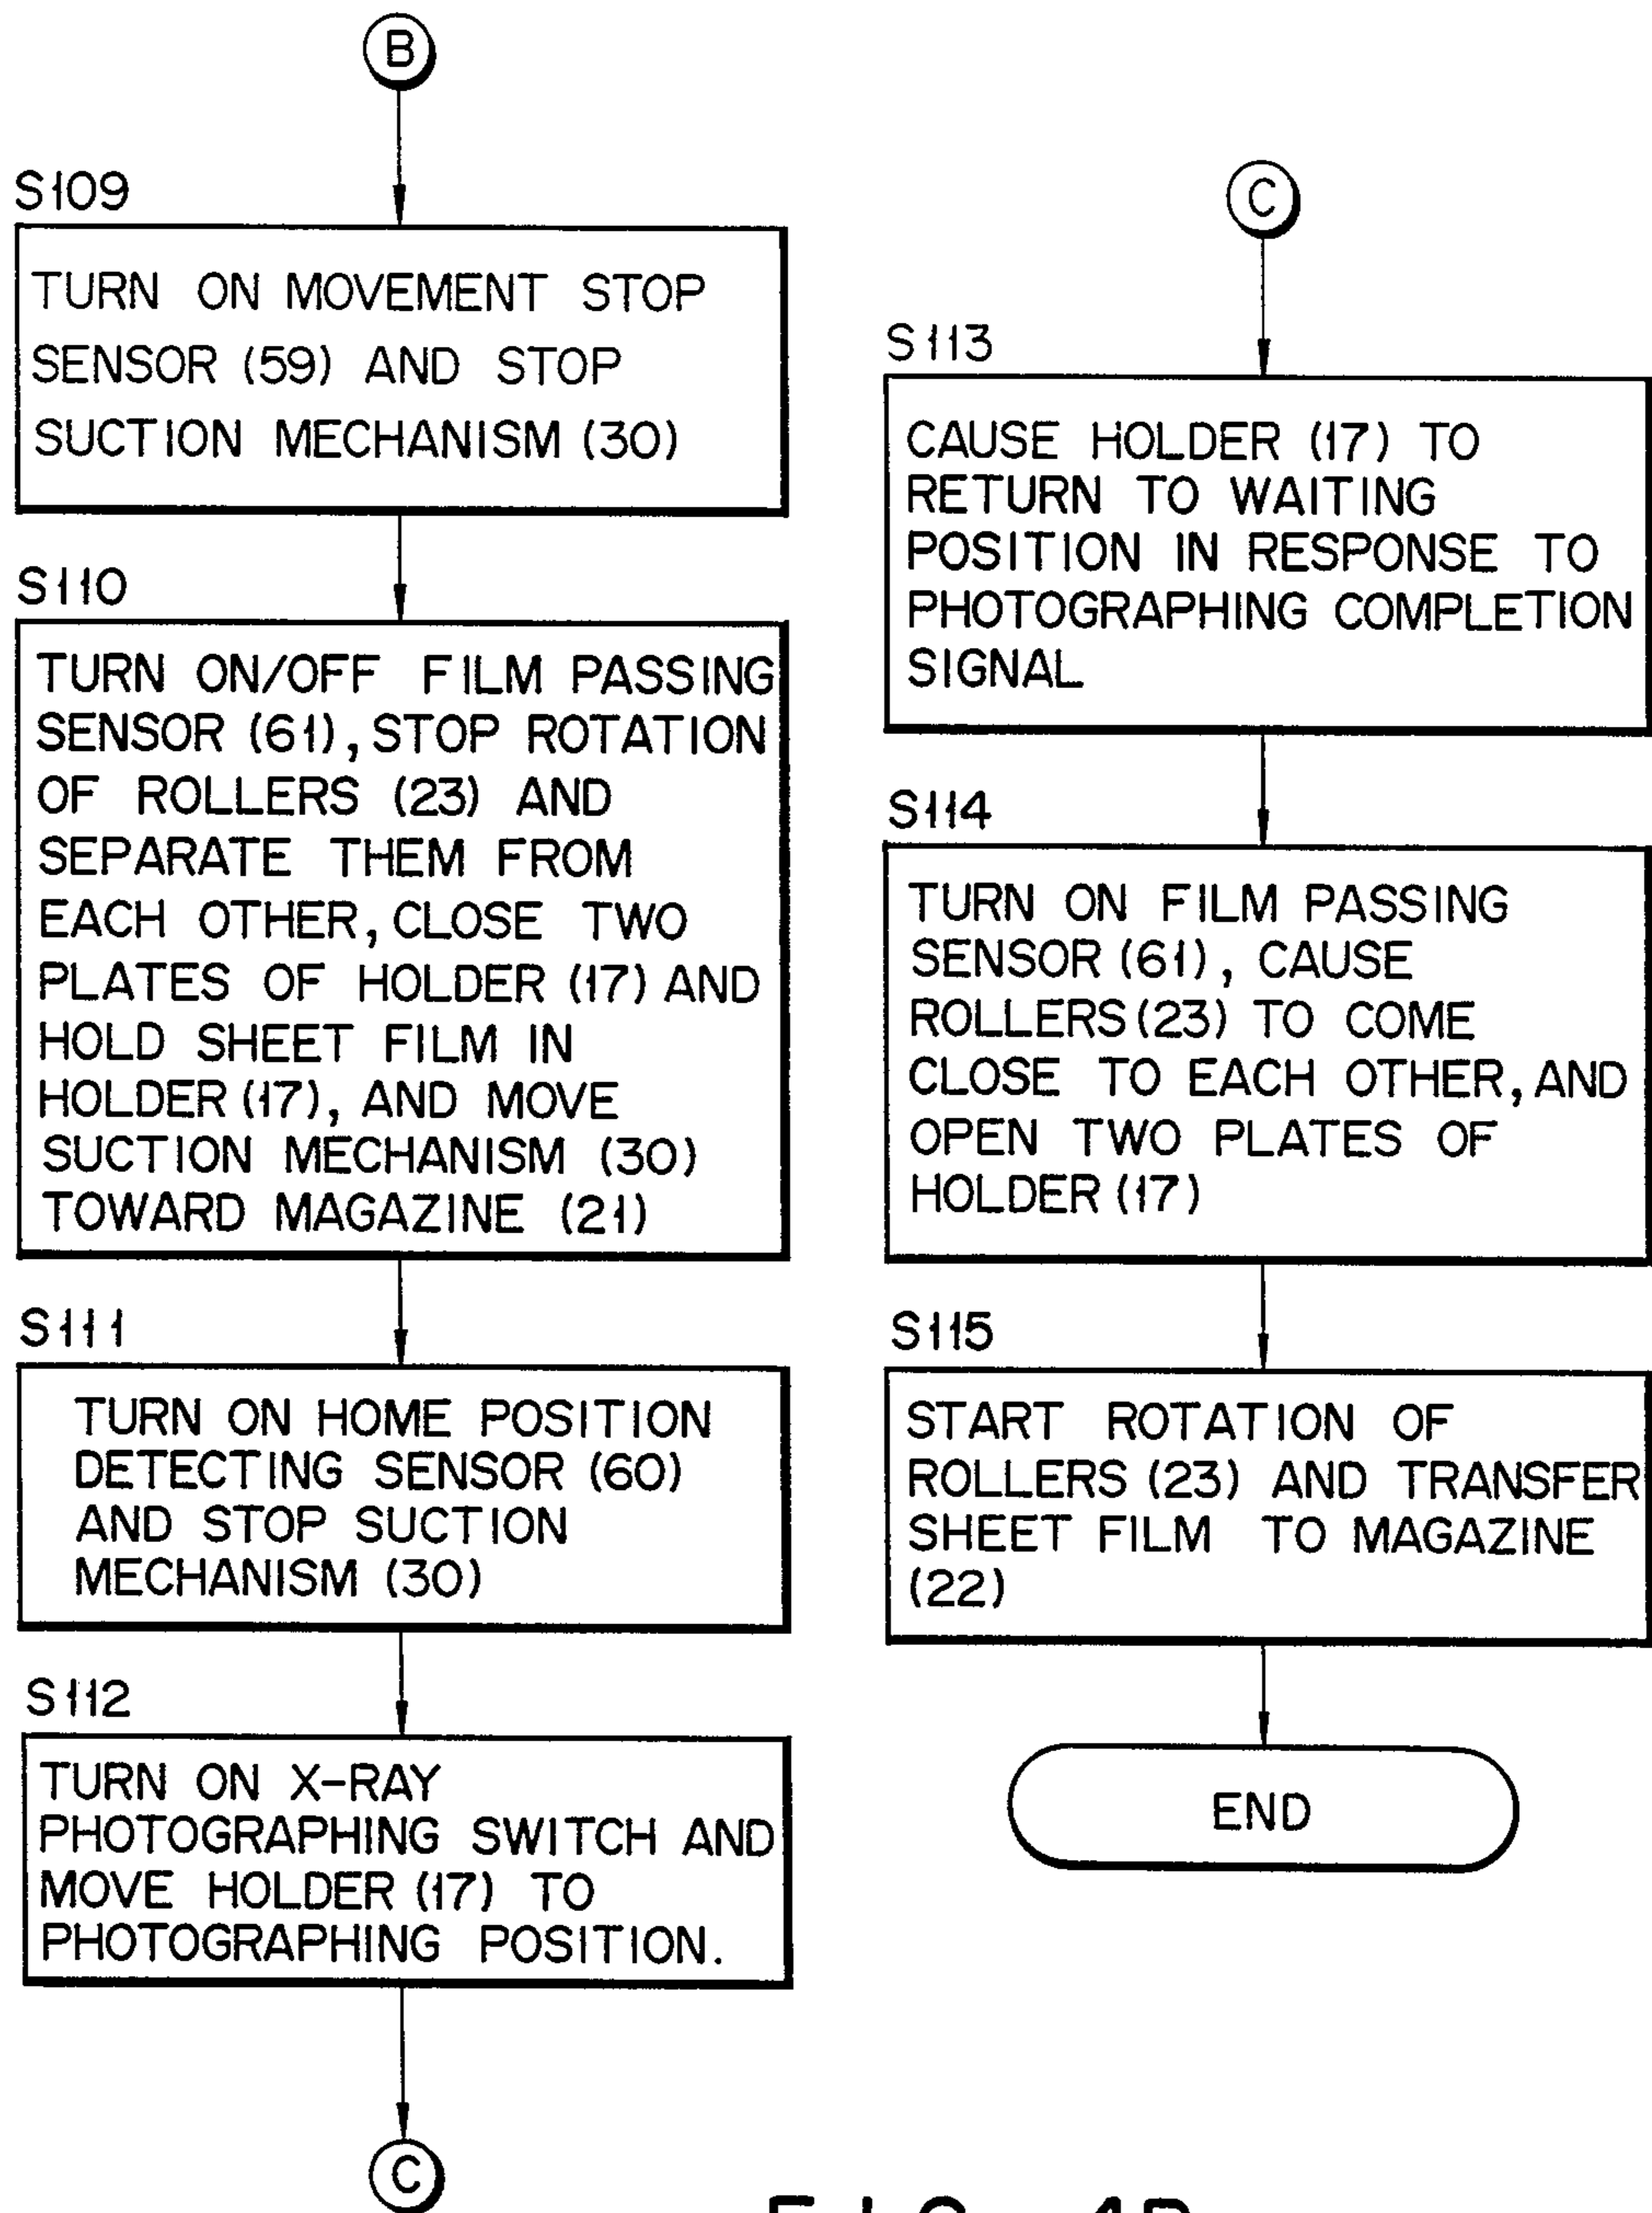 B
S109
TURN ON MOVEMENT STOP
SENSOR (59) AND STOP
SUCTION MECHANISM (30)
S110
TURN ON/OFF FILM PASSING
SENSOR (61), STOP ROTATION
OF ROLLERS (23) AND
SEPARATE THEM FROM
EACH OTHER, CLOSE TWO
PLATES OF HOLDER (17) AND
HOLD SHEET FILM IN
HOLDER (17), AND MOVE
SUCTION MECHANISM (30)
TOWARD MAGAZINE (21)
S111
TURN ON HOME POSITION
DETECTING SENSOR (60)
AND STOP SUCTION
MECHANISM (30)
S112
TURN ON X-RAY
PHOTOGRAPHING SWITCH AND
MOVE HOLDER (17) TO
PHOTOGRAPHING POSITION.
C
C
S113
CAUSE HOLDER (17) TO
RETURN TO WAITING
POSITION IN RESPONSE TO
PHOTOGRAPHING COMPLETION
SIGNAL
S114
TURN ON FILM PASSING
SENSOR (61), CAUSE
ROLLERS (23) TO COME
CLOSE TO EACH OTHER, AND
OPEN TWO PLATES OF
HOLDER (17)
S115
START ROTATION OF
ROLLERS (23) AND TRANSFER
SHEET FILM TO MAGAZINE
(22)
END